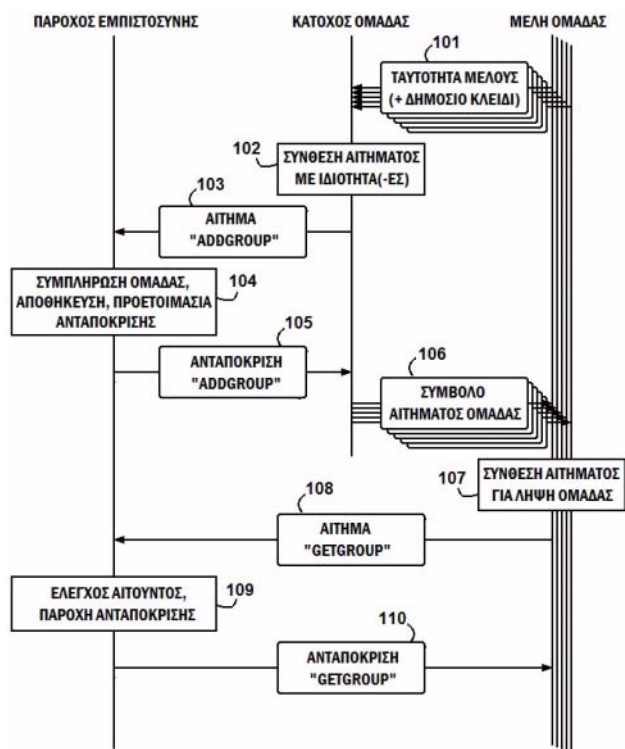 ΠΑΡΟΧΟΣ ΕΜΠΙΣΤΟΣΥΝΗΣ
ΚΑΤΟΧΟΣ ΟΜΑΔΑΣ
ΜΕΛΗ ΟΜΑΔΑΣ
101
ΤΑΥΤΟΤΗΤΑ ΜΕΛΟΥΣ
(+ ΔΗΜΟΣΙΟ ΚΛΕΙΔΙ)
102
ΣΥΝΘΕΣΗ ΑΙΤΗΜΑΤΟΣ
ΜΕ ΙΔΙΟΤΗΤΑ(-ΕΣ)
103
ΑΙΤΗΜΑ
"ADDGROUP"
ΣΥΜΠΛΗΡΩΣΗ ΟΜΑΔΑΣ,
ΑΠΟΘΗΚΕΥΣΗ, ΠΡΟΕΤΟΙΜΑΣΙΑ
ΑΝΤΑΠΟΚΡΙΣΗΣ
104
105
ΑΝΤΑΠΟΚΡΙΣΗ
"ADDGROUP"
106
ΣΥΜΒΟΛΟ
ΑΙΤΗΜΑΤΟΣ ΟΜΑΔΑΣ
107
ΣΥΝΘΕΣΗ ΑΙΤΗΜΑΤΟΣ
ΓΙΑ ΛΗΨΗ ΟΜΑΔΑΣ
108
ΑΙΤΗΜΑ
"GETGROUP"
ΕΛΕΓΧΟΣ ΑΙΤΟΥΝΤΟΣ,
ΠΑΡΟΧΗ ΑΝΤΑΠΟΚΡΙΣΗΣ
109
110
ΑΝΤΑΠΟΚΡΙΣΗ
"GETGROUP"